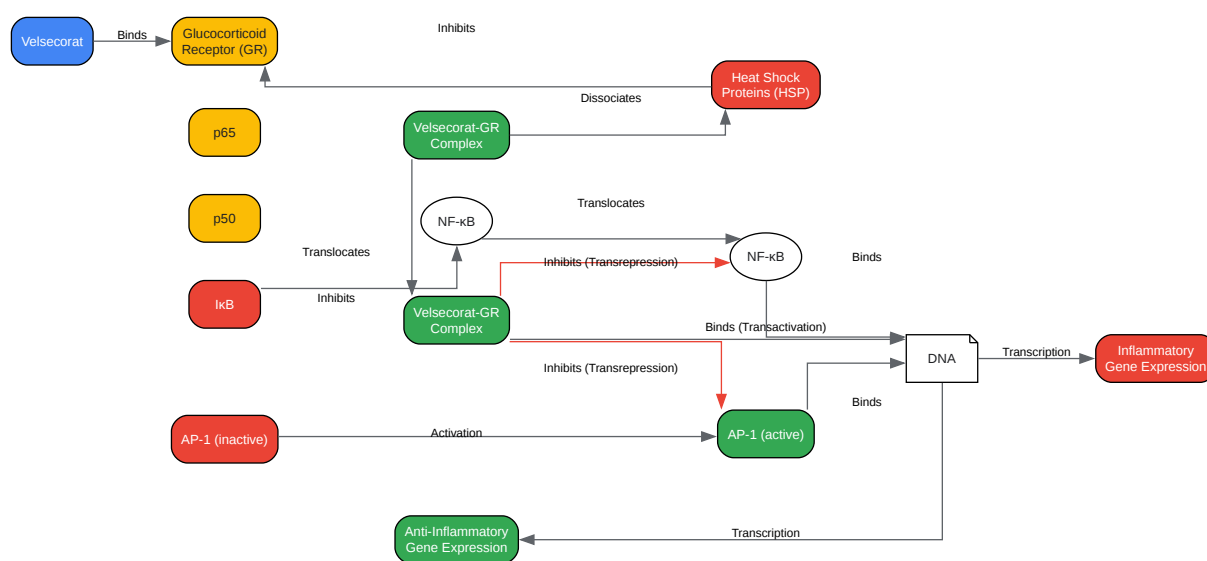 Inhibits
Velsecorat
Binds
Glucocorticoid
Receptor (GR)
Heat Shock
Proteins (HSP)
Dissociates
p65
Velsecorat-GR
Complex
p50
NF-κB
Translocates
Translocates
NF-κB
Binds
Inhibits (Transrepression)
IκB
Inhibits
Velsecorat-GR
Complex
Binds (Transactivation)
DNA
Transcription
Inflammatory
Gene Expression
Inhibits (Transrepression)
Binds
AP-1 (inactive)
Activation
AP-1 (active)
Anti-Inflammatory
Gene Expression
Transcription